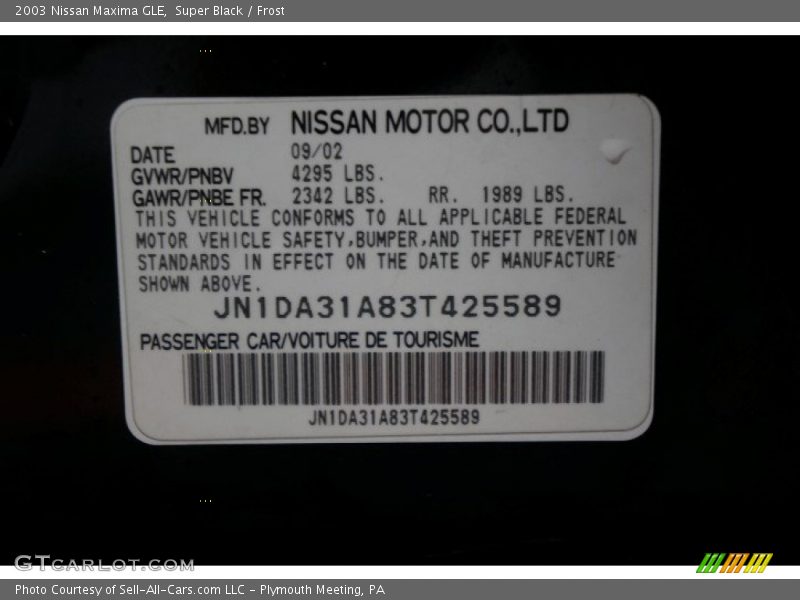 2003 Nissan Maxima GLE, Super Black / Frost
MFD.BY NISSAN MOTOR CO.,LTD
DATE 09/02
GVWR/PNBV 4295 LBS.
GAWR/PNBE FR. 2342 LBS. RR. 1989 LBS.
THIS VEHICLE CONFORMS TO ALL APPLICABLE FEDERAL
MOTOR VEHICLE SAFETY,BUMPER,AND THEFT PREVENTION
STANDARDS IN EFFECT ON THE DATE OF MANUFACTURE
SHOWN ABOVE.
JN1DA31A83T425589
PASSENGER CAR/VOITURE DE TOURISME
JN1DA31A83T425589
GTCARLOT.COM
Photo Courtesy of Sell-All-Cars.com LLC - Plymouth Meeting, PA